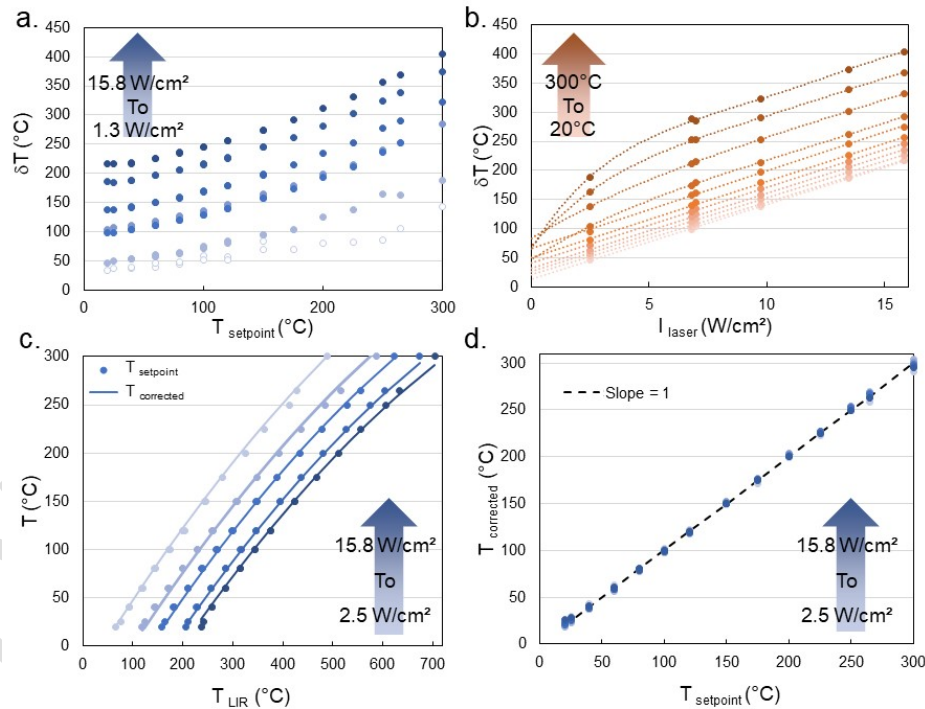 a.
450
400
350
300
250
200
150
100
50
0
δT (°C)
15.8 W/cm²
To
1.3 W/cm²
0
100
200
300
T setpoint (°C)
b.
450
400
350
300
250
200
150
100
50
0
δT (°C)
300°C
To
20°C
0
5
10
15
I laser (W/cm²)
c.
300
250
200
150
100
50
0
T (°C)
T setpoint
T corrected
15.8 W/cm²
To
2.5 W/cm²
0
100
200
300
400
500
600
700
T LIR (°C)
d.
300
250
200
150
100
50
0
T corrected (°C)
Slope = 1
15.8 W/cm²
To
2.5 W/cm²
0
50
100
150
200
250
300
T setpoint (°C)